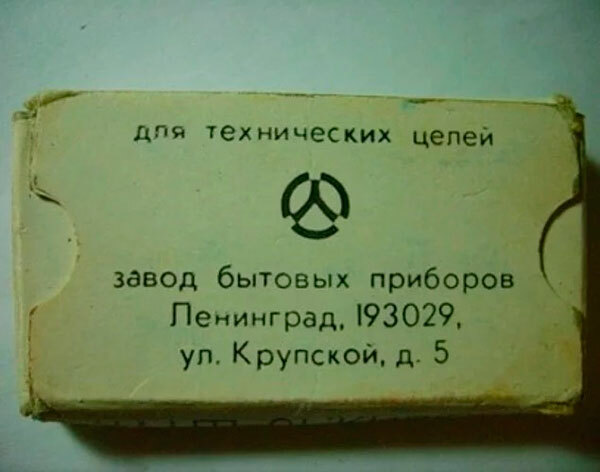 для технических целей
завод бытовых приборов
Ленинград, 193029,
ул. Крупской, д. 5